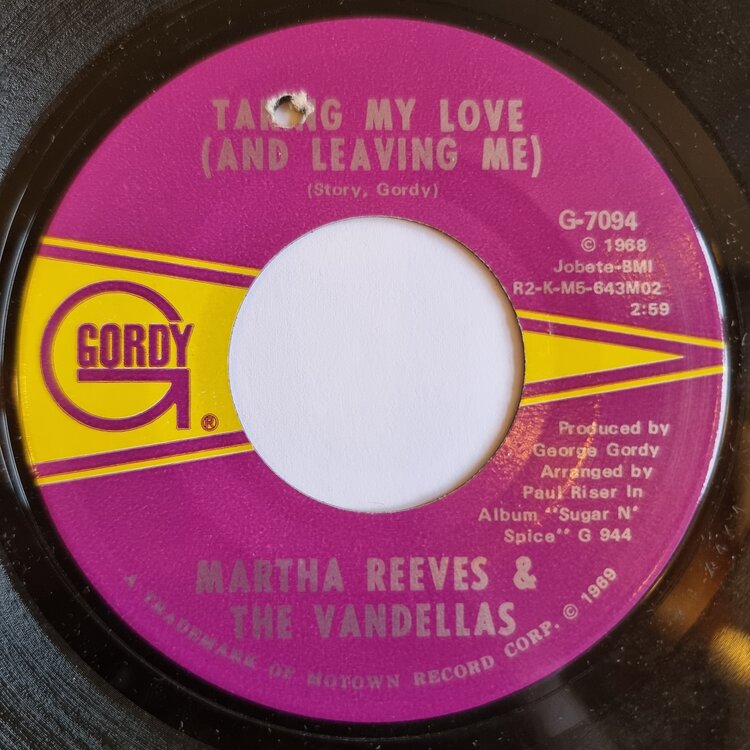 TAKING MY LOVE
(AND LEAVING ME)
(Story, Gordy)
G-7094
© 1968
Jobete-BMI
R2-K-M5-643M02
2:59
GORDY
®
Produced by
George Gordy
Arranged by
Paul Riser In
Album "Sugar N'
Spice" G 944
MARTHA REEVES &
THE VANDELLAS
A TRADEMARK OF MOTOWN RECORD CORP. © 1969